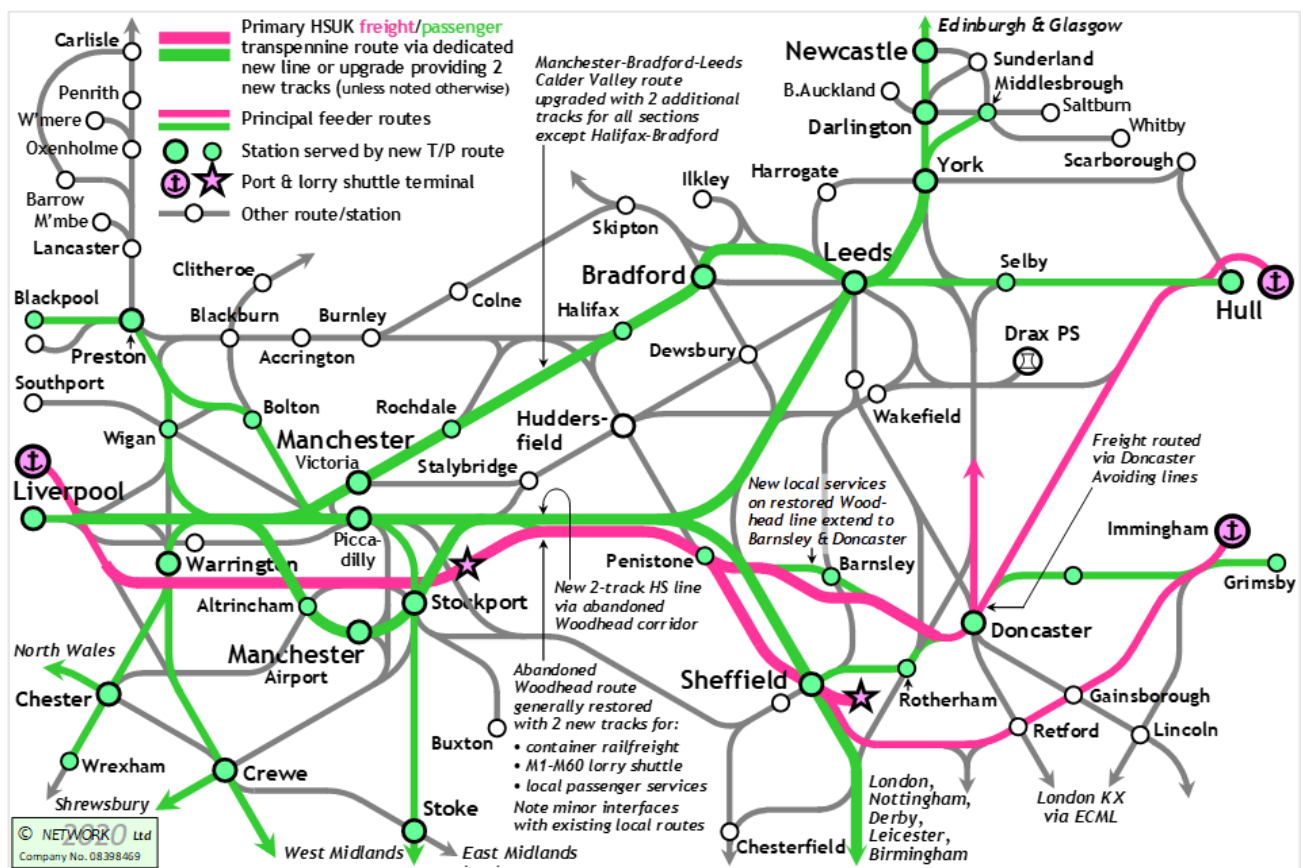 Primary HSUK freight/passenger
transpennine route via dedicated
new line or upgrade providing 2
new tracks (unless noted otherwise)
Principal feeder routes
Station served by new T/P route
Port & lorry shuttle terminal
Other route/station
Carlisle
Penrith
W'mere
Oxenholme
Barrow
M'mbe
Lancaster
Manchester-Bradford-Leeds
Calder Valley route
upgraded with 2 additional
tracks for all sections
except Halifax-Bradford
Edinburgh & Glasgow
Newcastle
Sunderland
Middlesbrough
B.Auckland
Saltburn
Darlington
Whitby
Scarborough
York
Harrogate
Ilkley
Skipton
Clitheroe
Colne
Bradford
Leeds
Selby
Hull
Blackpool
Blackburn
Burnley
Halifax
Accrington
Preston
Dewsbury
Drax PS
Southport
Bolton
Rochdale
Hudders-
field
Wakefield
Wigan
Manchester
Victoria
Stalybridge
Freight routed
via Doncaster
Avoiding lines
Liverpool
New local services
on restored Wood-
head line extend to
Barnsley & Doncaster
Immingham
Picca-
dilly
Penistone
Barnsley
Grimsby
Warrington
Altrincham
Stockport
New 2-track HS line
via abandoned
Woodhead corridor
Doncaster
Manchester
Airport
North Wales
Chester
Abandoned
Woodhead route
generally restored
with 2 new tracks for:
• container railfreight
• M1-M60 lorry shuttle
• local passenger services
Note minor interfaces
with existing local routes
Sheffield
Rotherham
Gainsborough
Retford
Lincoln
Buxton
Wrexham
Crewe
Shrewsbury
Stoke
London,
Nottingham,
Derby,
Leicester,
Birmingham
London KX
via ECML
Chesterfield
West Midlands
East Midlands
© NETWORK 2020 Ltd
Company No. 08398469